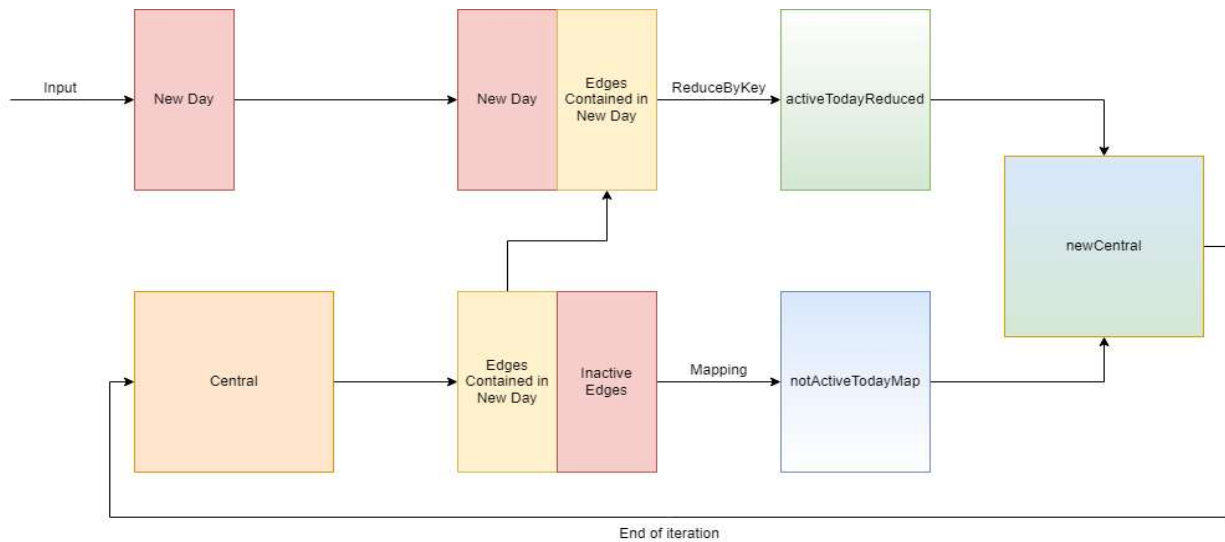 Input
New Day
New Day
Edges
Contained in
New Day
ReduceByKey
activeTodayReduced
newCentral
Central
Edges
Contained in
New Day
Inactive
Edges
Mapping
notActiveTodayMap
End of iteration